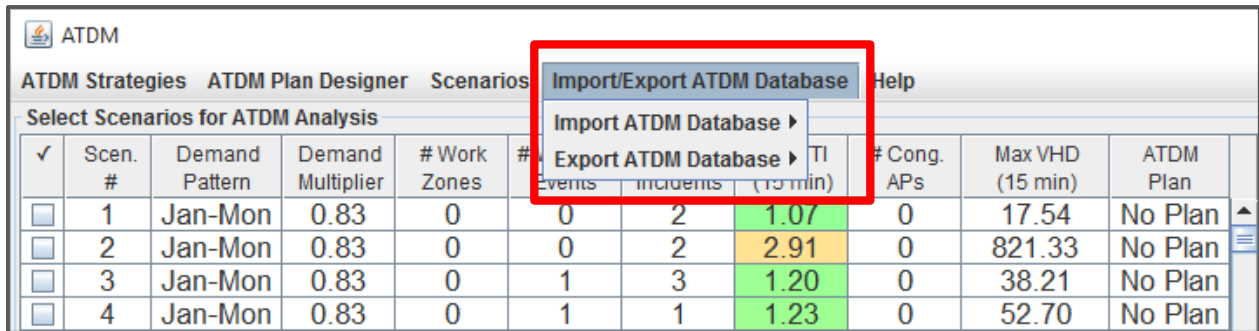 ATDM
ATDM Strategies ATDM Plan Designer Scenarios Import/Export ATDM Database Help
Select Scenarios for ATDM Analysis
Import ATDM Database
Export ATDM Database
✓ Scen. # Demand Pattern Demand Multiplier # Work Zones # Events Incidents TI (15 min) # Cong. APs Max VHD (15 min) ATDM Plan
1 Jan-Mon 0.83 0 0 2 1.07 0 17.54 No Plan
2 Jan-Mon 0.83 0 0 2 2.91 0 821.33 No Plan
3 Jan-Mon 0.83 0 1 3 1.20 0 38.21 No Plan
4 Jan-Mon 0.83 0 1 1 1.23 0 52.70 No Plan